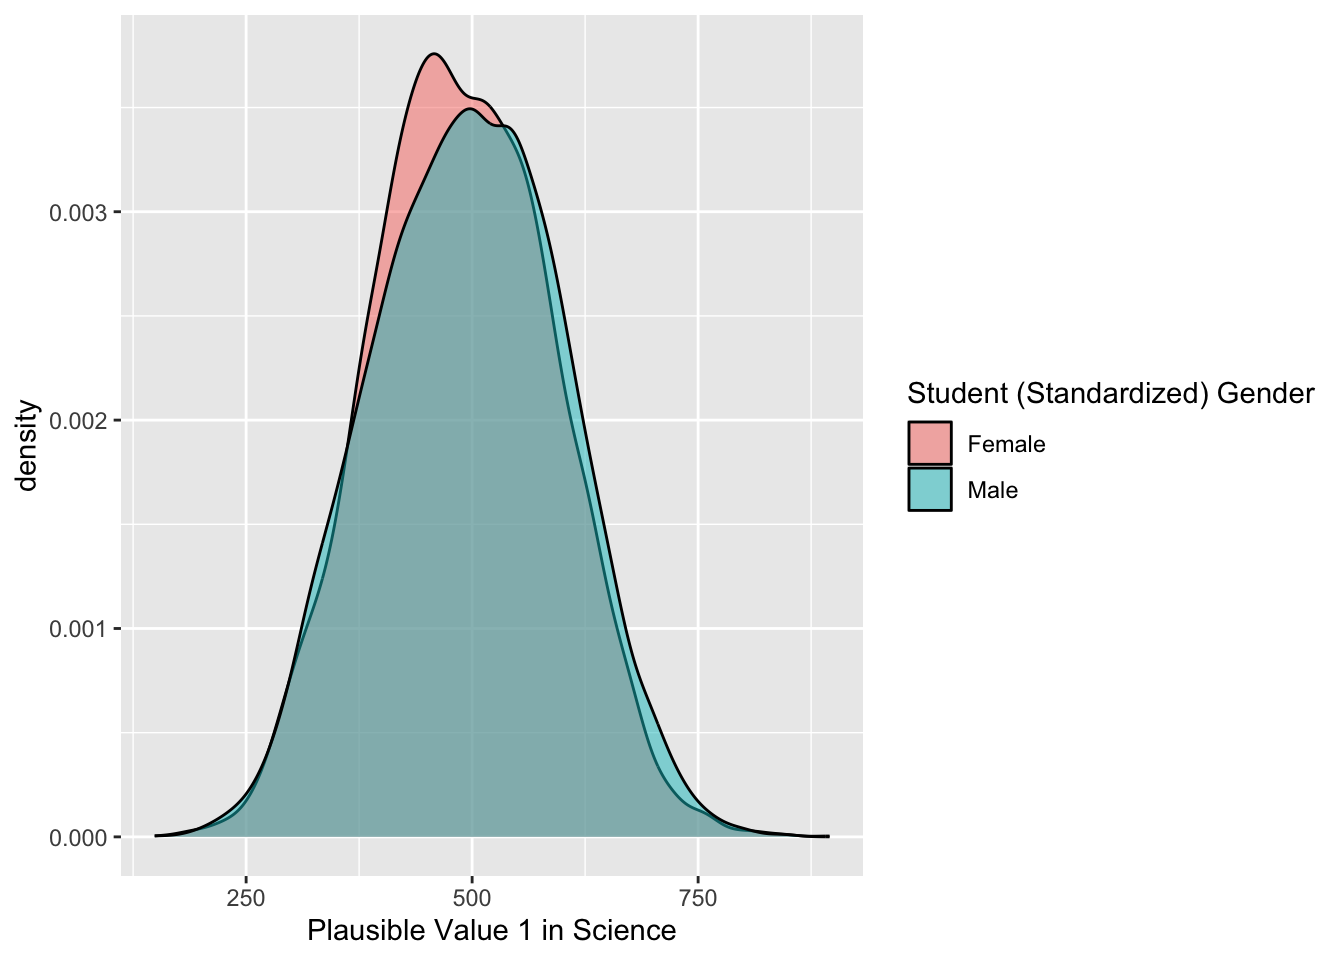 density
0.003
0.002
0.001
0.000
250 500 750
Plausible Value 1 in Science
Student (Standardized) Gender
Female
Male